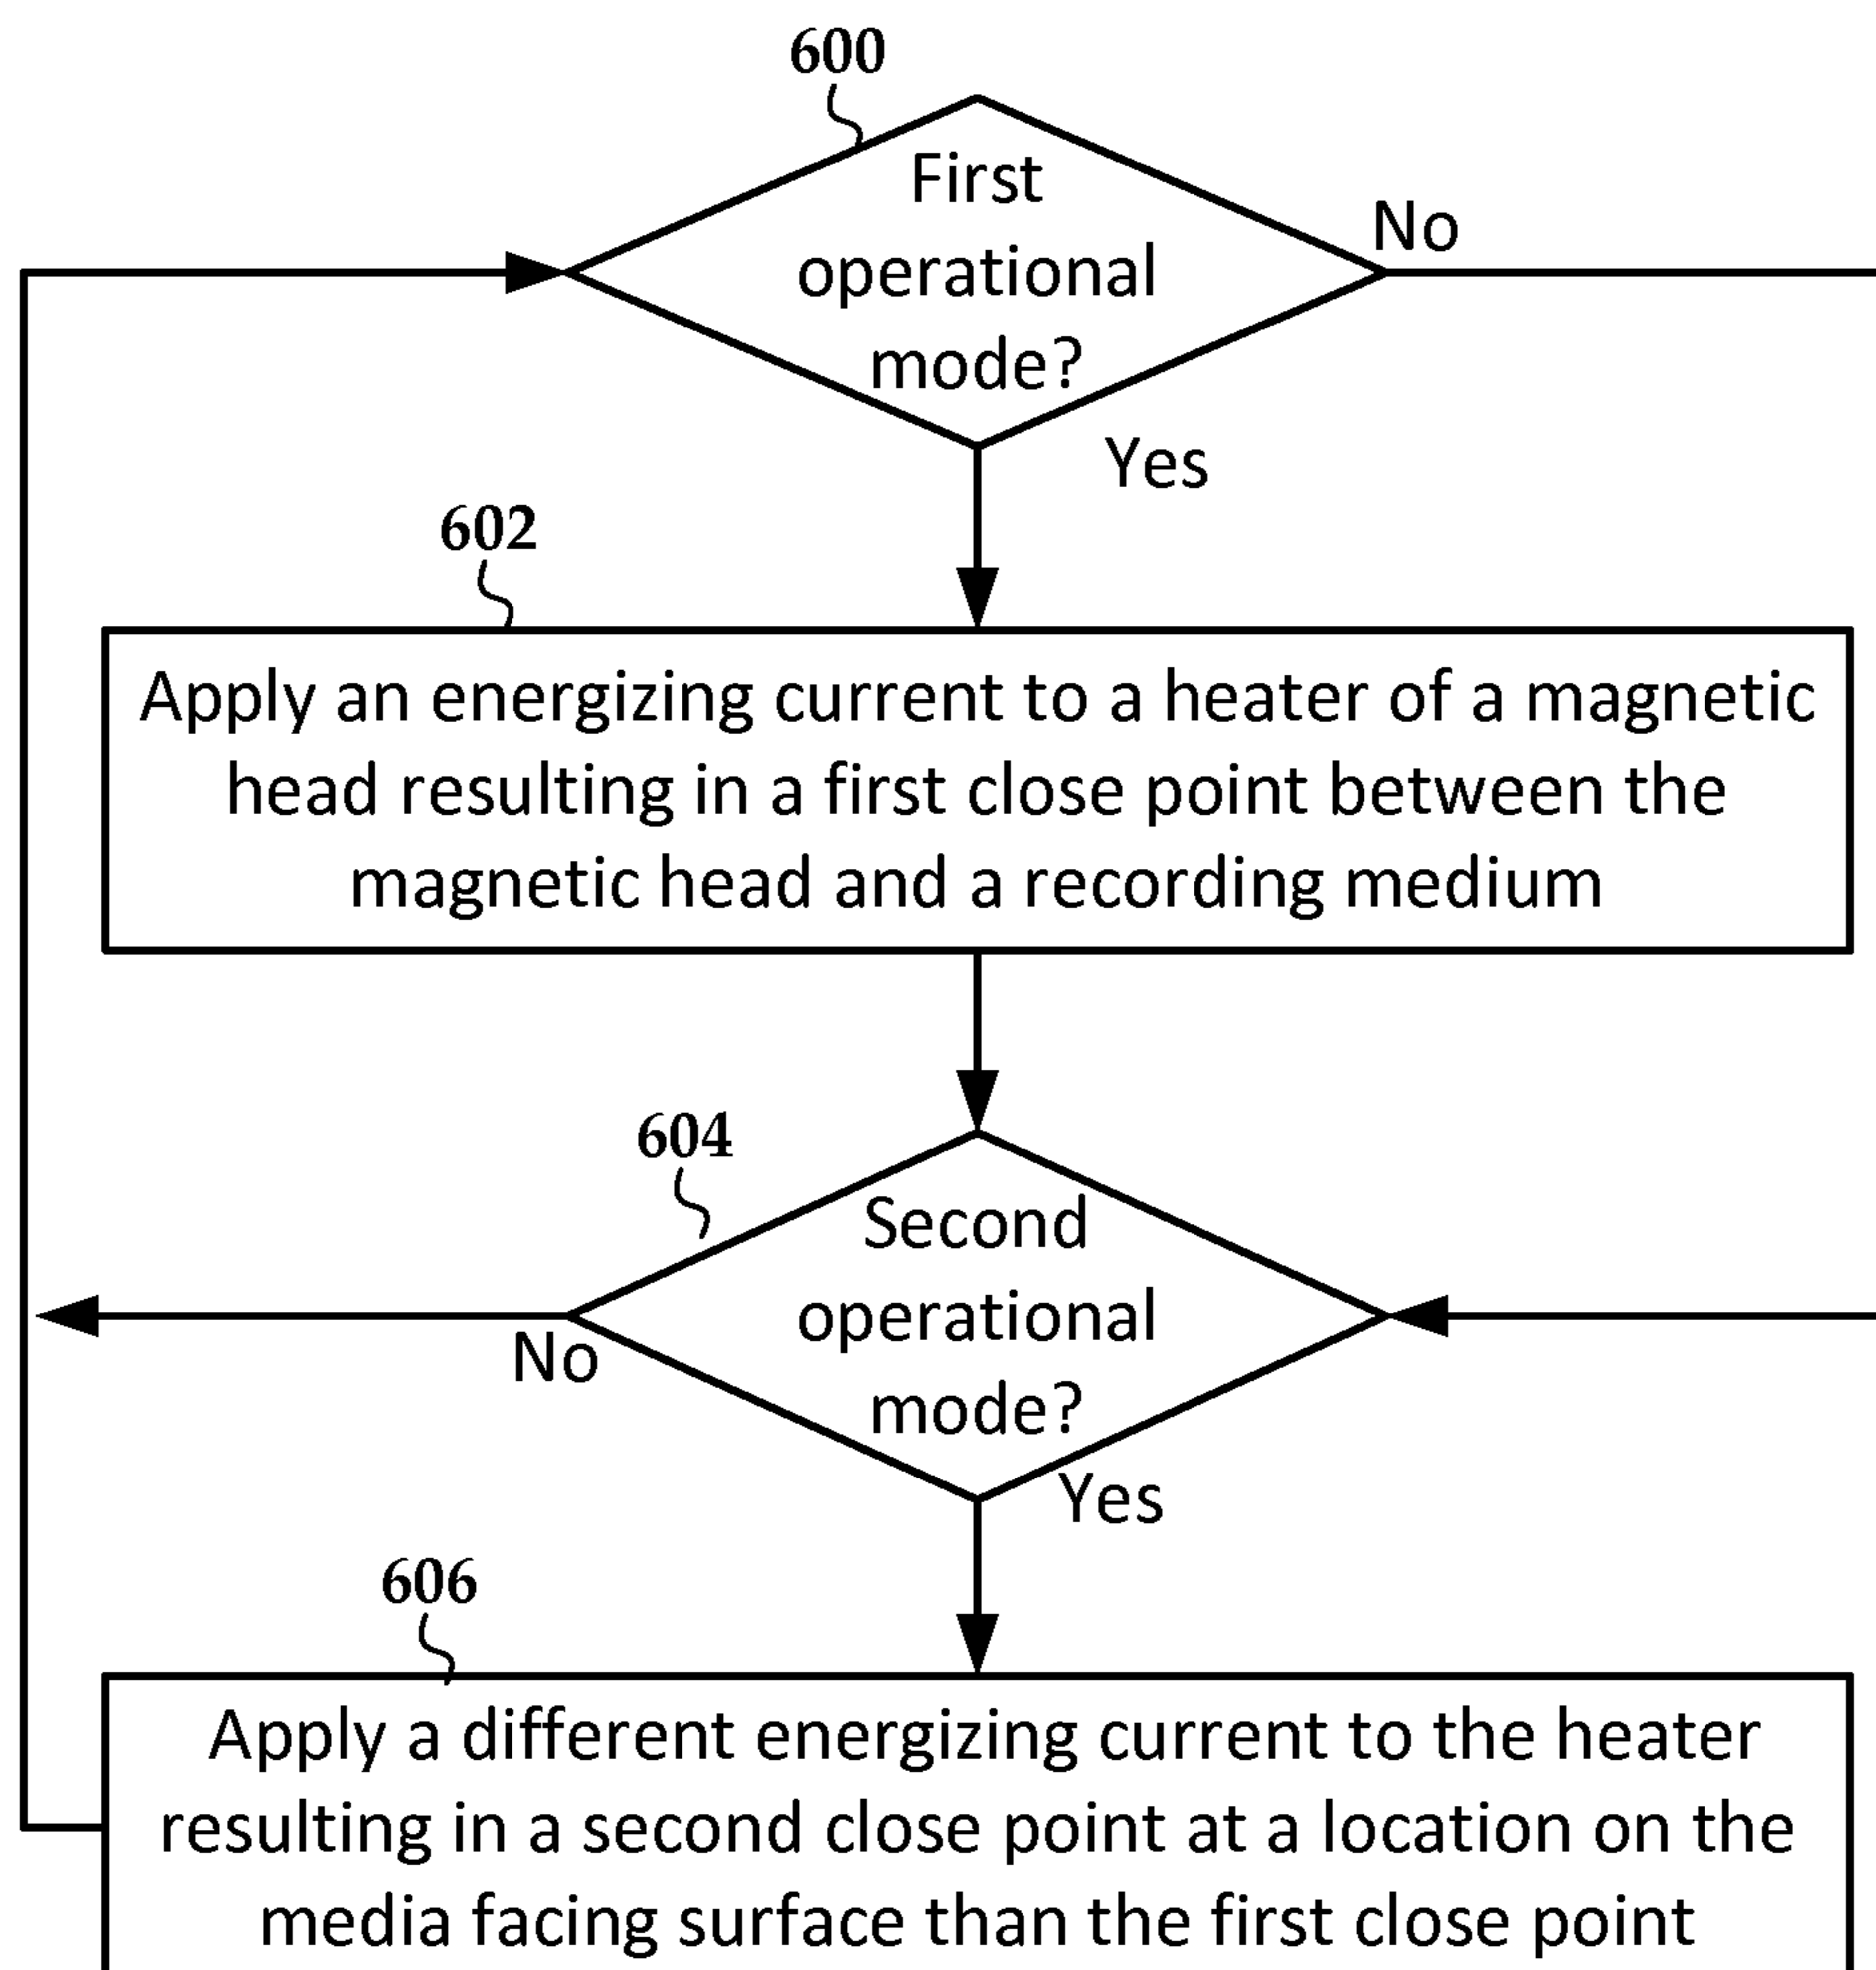 600
First
operational
mode?
No
Yes
602
Apply an energizing current to a heater of a magnetic
head resulting in a first close point between the
magnetic head and a recording medium
604
Second
operational
mode?
No
Yes
606
Apply a different energizing current to the heater
resulting in a second close point at a location on the
media facing surface than the first close point